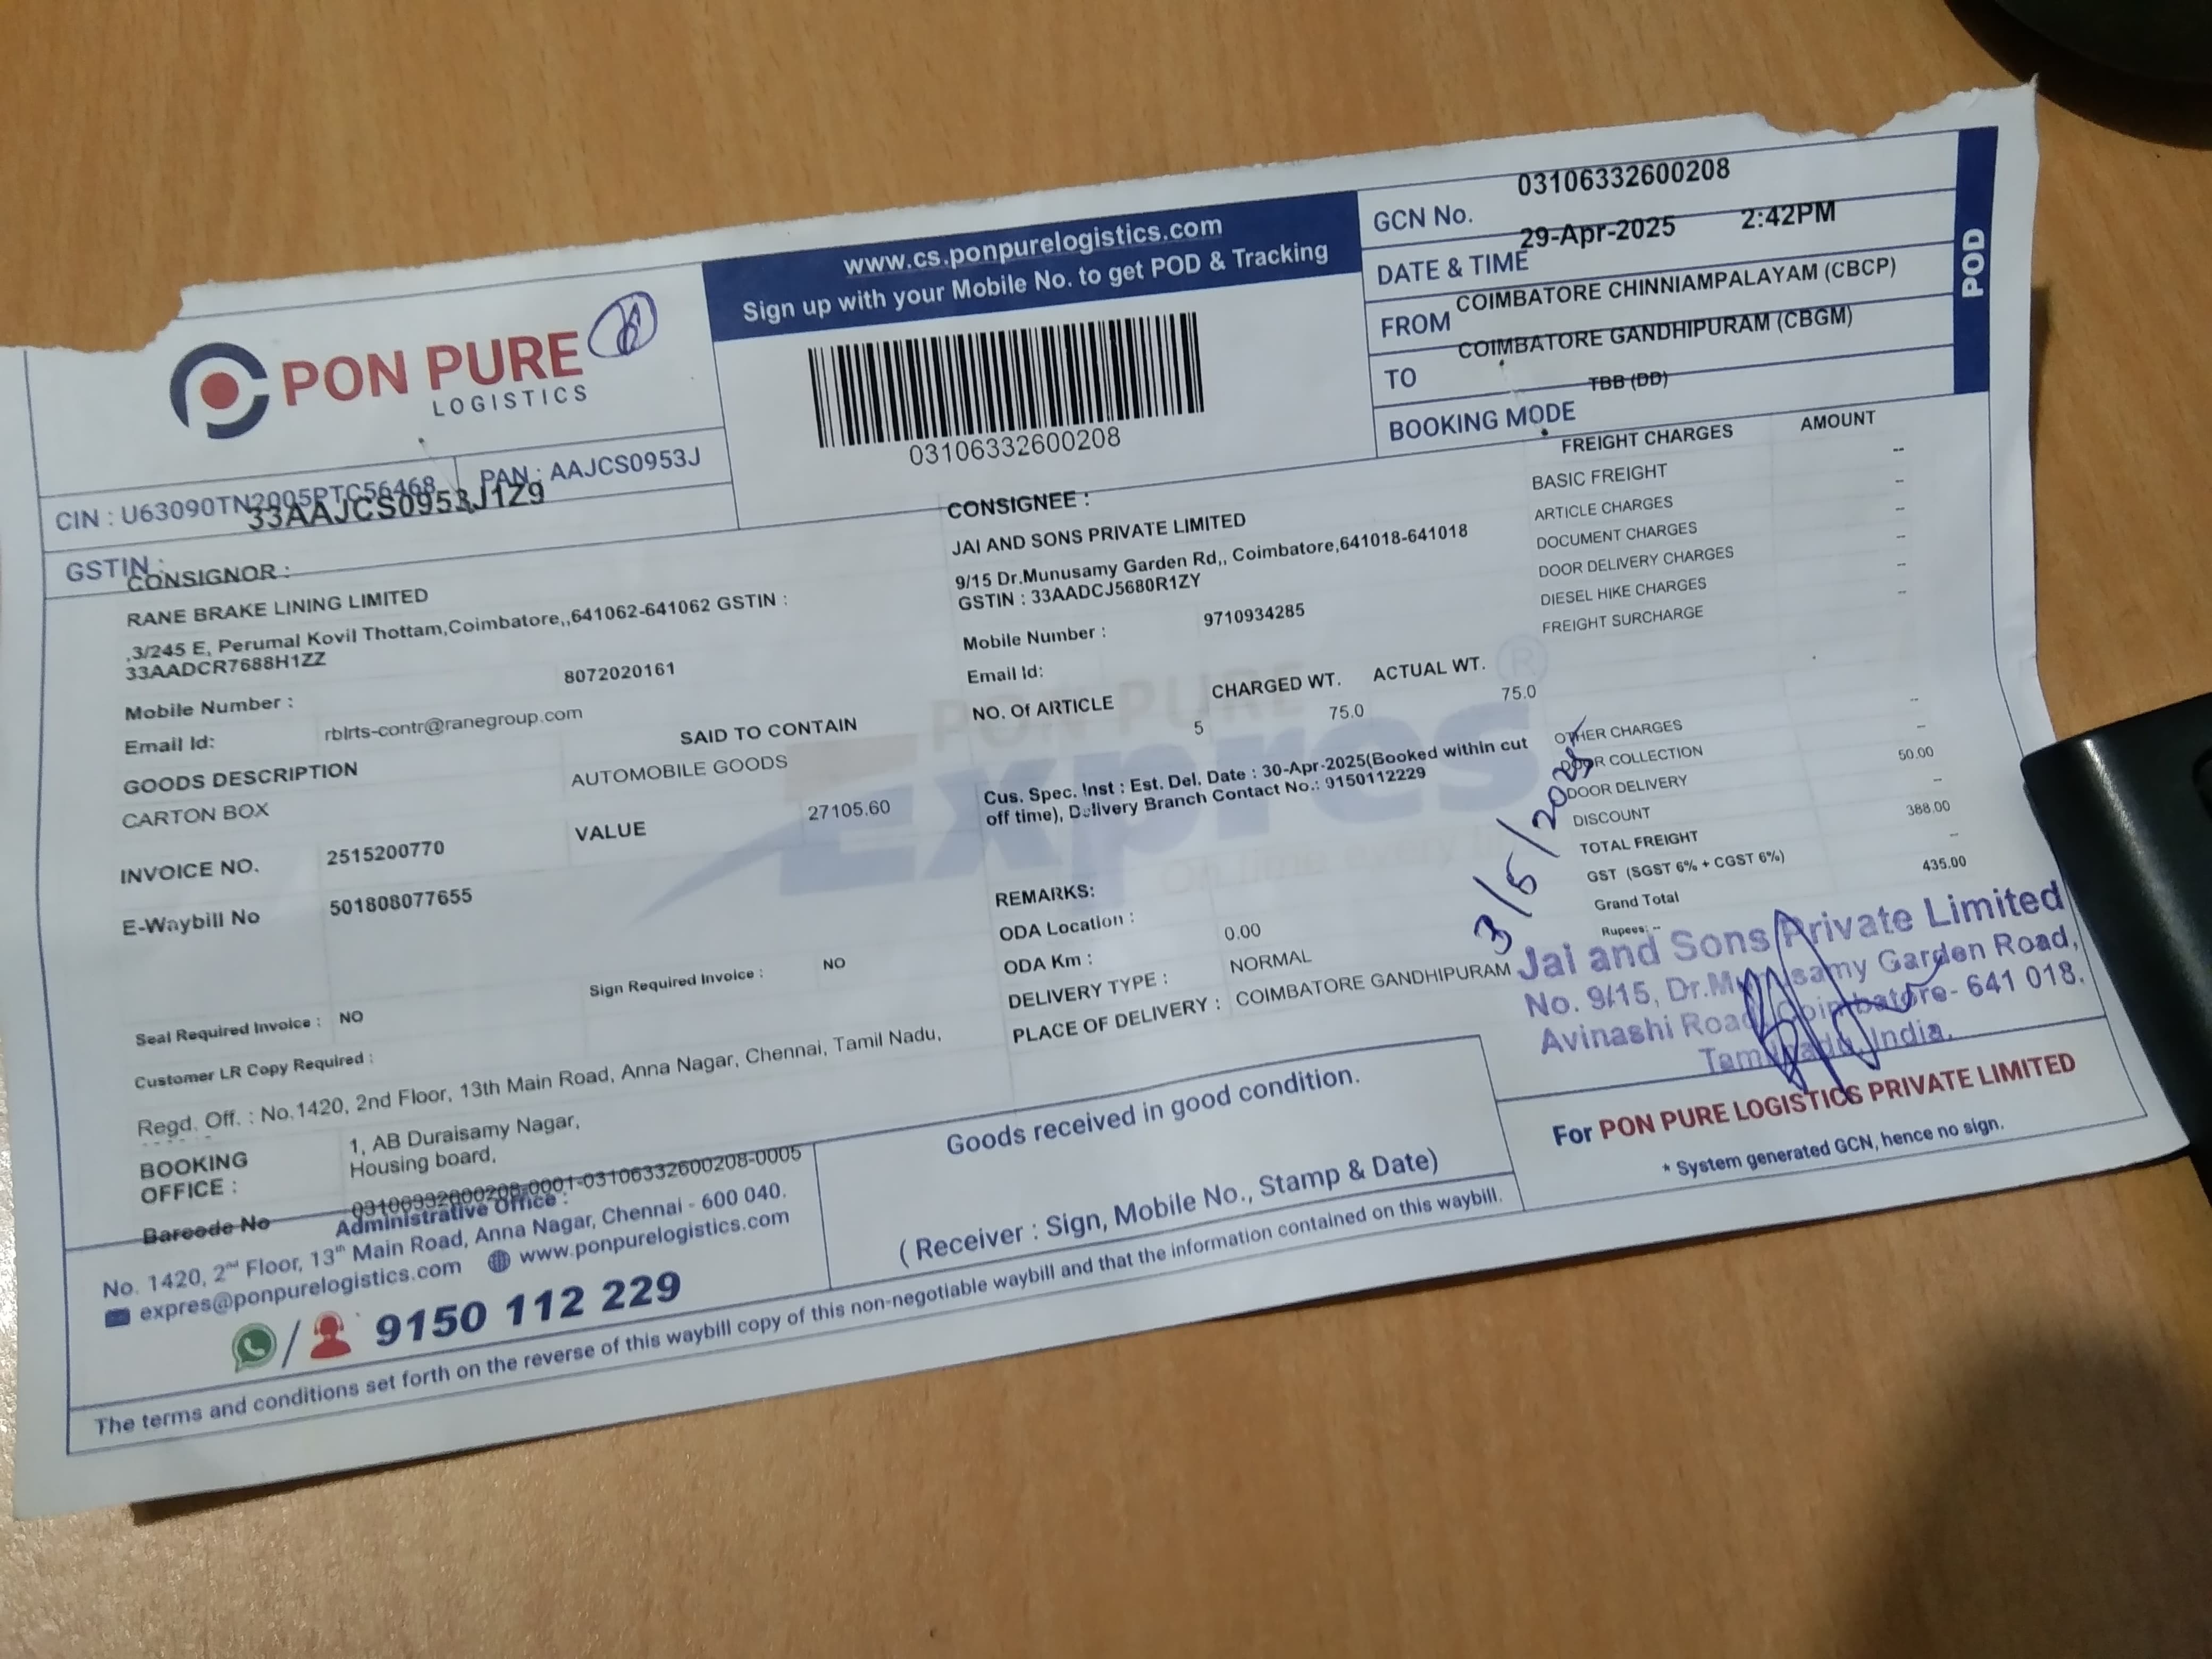 PON PURE
LOGISTICS
CIN : U63090TN2005PTC56468
PAN : AAJCS0953J
GSTIN :
33AAJCS0953J1Z9
www.cs.ponpurelogistics.com
Sign up with your Mobile No. to get POD & Tracking
03106332600208
GCN No.
03106332600208
DATE & TIME
29-Apr-2025 2:42PM
FROM
COIMBATORE CHINNIAMPALAYAM (CBCP)
TO
COIMBATORE GANDHIPURAM (CBGM)
BOOKING MODE
TBB (DD)
POD
CONSIGNOR :
RANE BRAKE LINING LIMITED
,3/245 E, Perumal Kovil Thottam,Coimbatore,,641062-641062 GSTIN :
33AADCR7688H1ZZ
Mobile Number : 8072020161
Email Id: rblrts-contr@ranegroup.com
GOODS DESCRIPTION SAID TO CONTAIN
CARTON BOX AUTOMOBILE GOODS
INVOICE NO. 2515200770 VALUE 27105.60
E-Waybill No 501808077655
Seal Required Invoice : NO Sign Required Invoice : NO
Customer LR Copy Required :
Regd. Off. : No.1420, 2nd Floor, 13th Main Road, Anna Nagar, Chennai, Tamil Nadu,
BOOKING
OFFICE :
1, AB Duraisamy Nagar,
Housing board,
Barcode No 03106332600208-0001-03106332600208-0005
CONSIGNEE :
JAI AND SONS PRIVATE LIMITED
9/15 Dr.Munusamy Garden Rd,, Coimbatore,641018-641018
GSTIN : 33AADCJ5680R1ZY
Mobile Number : 9710934285
Email Id:
NO. Of ARTICLE CHARGED WT. ACTUAL WT.
5 75.0 75.0
Cus. Spec. Inst : Est. Del. Date : 30-Apr-2025(Booked within cut
off time), Delivery Branch Contact No.: 9150112229
PON PURE
Expres ®
On time every
REMARKS:
ODA Location :
ODA Km : 0.00
DELIVERY TYPE : NORMAL
PLACE OF DELIVERY : COIMBATORE GANDHIPURAM
FREIGHT CHARGES AMOUNT
BASIC FREIGHT --
ARTICLE CHARGES --
DOCUMENT CHARGES --
DOOR DELIVERY CHARGES --
DIESEL HIKE CHARGES --
FREIGHT SURCHARGE --
OTHER CHARGES --
DOOR COLLECTION --
DOOR DELIVERY 50.00
DISCOUNT --
TOTAL FREIGHT 388.00
GST (SGST 6% + CGST 6%) --
Grand Total 435.00
Rupees: --
3/5/2025
Jai and Sons Private Limited
No. 9/15, Dr.Munusamy Garden Road,
Avinashi Road, Coimbatore- 641 018.
Tamilnadu, India.
For PON PURE LOGISTICS PRIVATE LIMITED
* System generated GCN, hence no sign.
Goods received in good condition.
( Receiver : Sign, Mobile No., Stamp & Date)
Administrative Office :
No. 1420, 2nd Floor, 13th Main Road, Anna Nagar, Chennai - 600 040.
expres@ponpurelogistics.com www.ponpurelogistics.com
/ 9150 112 229
The terms and conditions set forth on the reverse of this waybill copy of this non-negotiable waybill and that the information contained on this waybill.